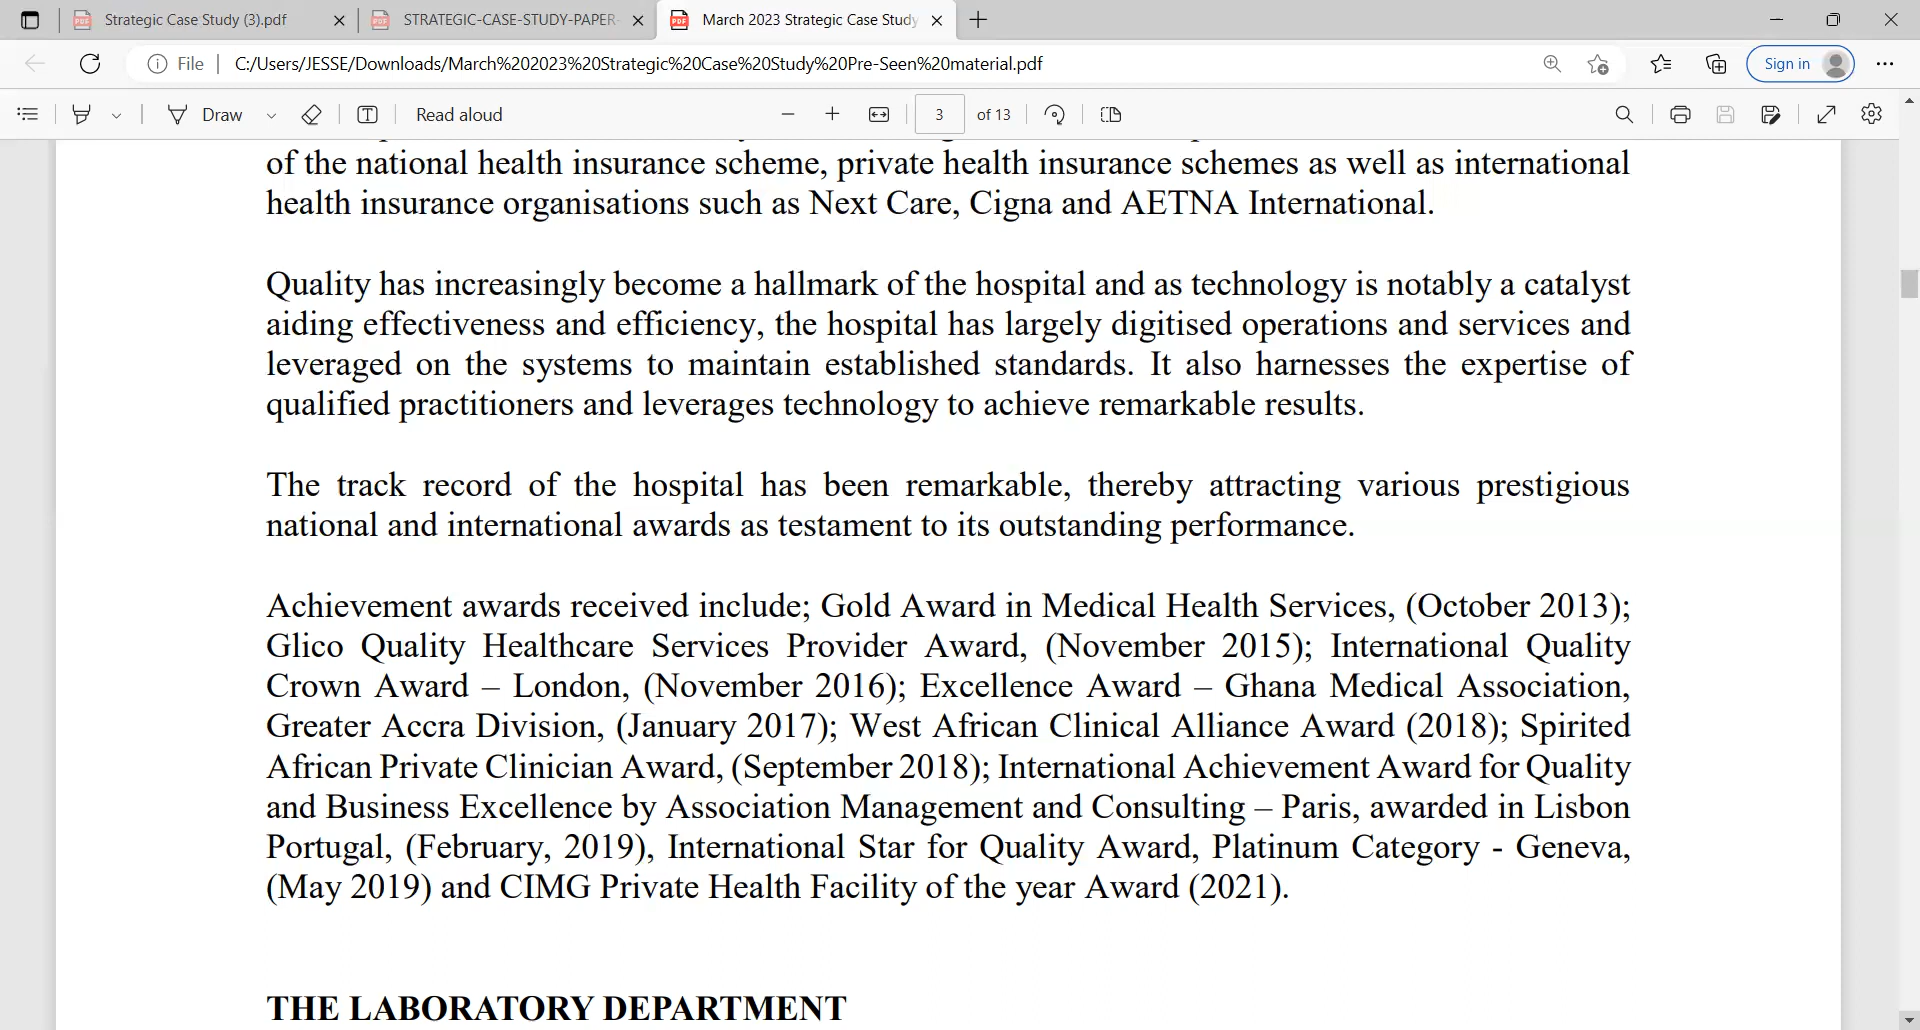 Strategic Case Study (3).pdf
STRATEGIC-CASE-STUDY-PAPER-
March 2023 Strategic Case Study
File
C:/Users/JESSE/Downloads/March%202023%20Strategic%20Case%20Study%20Pre-Seen%20material.pdf
Sign in
Draw
Read aloud
3 of 13
of the national health insurance scheme, private health insurance schemes as well as international
health insurance organisations such as Next Care, Cigna and AETNA International.
Quality has increasingly become a hallmark of the hospital and as technology is notably a catalyst
aiding effectiveness and efficiency, the hospital has largely digitised operations and services and
leveraged on the systems to maintain established standards. It also harnesses the expertise of
qualified practitioners and leverages technology to achieve remarkable results.
The track record of the hospital has been remarkable, thereby attracting various prestigious
national and international awards as testament to its outstanding performance.
Achievement awards received include; Gold Award in Medical Health Services, (October 2013);
Glico Quality Healthcare Services Provider Award, (November 2015); International Quality
Crown Award – London, (November 2016); Excellence Award – Ghana Medical Association,
Greater Accra Division, (January 2017); West African Clinical Alliance Award (2018); Spirited
African Private Clinician Award, (September 2018); International Achievement Award for Quality
and Business Excellence by Association Management and Consulting – Paris, awarded in Lisbon
Portugal, (February, 2019), International Star for Quality Award, Platinum Category - Geneva,
(May 2019) and CIMG Private Health Facility of the year Award (2021).
THE LABORATORY DEPARTMENT